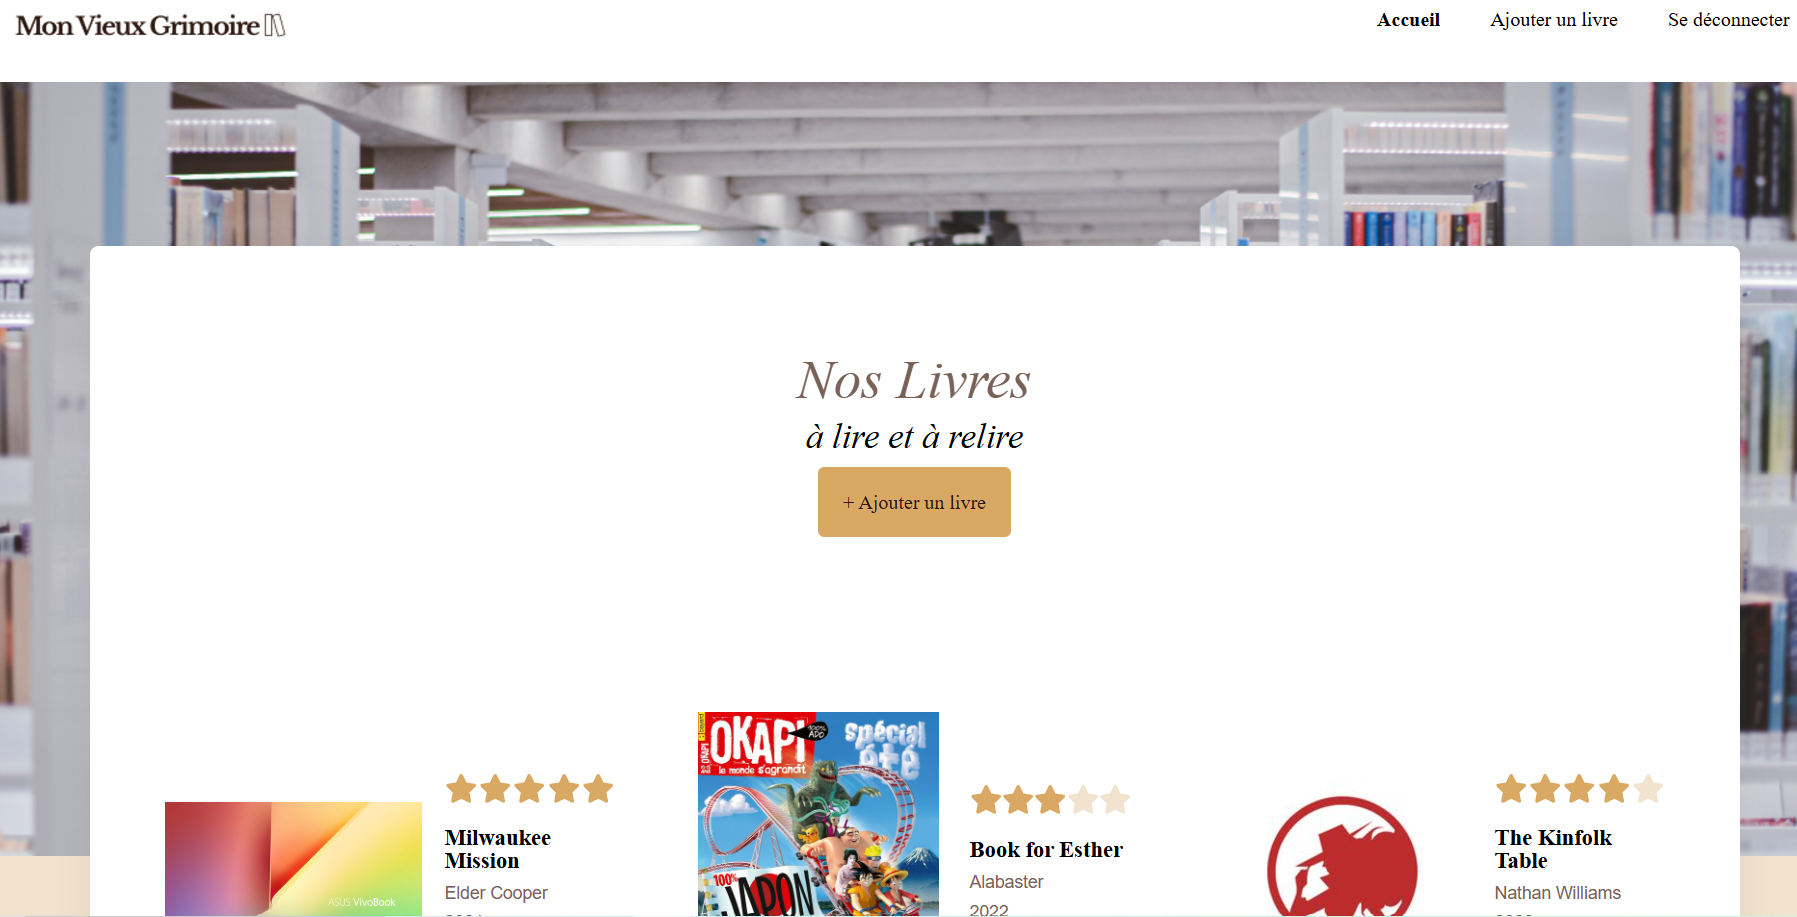 Mon Vieux Grimoire
Accueil
Ajouter un livre
Se déconnecter
Nos Livres
à lire et à relire
+ Ajouter un livre
Milwaukee
Mission
Elder Cooper
ASUS VivoBook
OKAPI
100%
ADO
le monde s'agrandit
spécial
été
100%
JAPON
Book for Esther
Alabaster
2022
The Kinfolk
Table
Nathan Williams